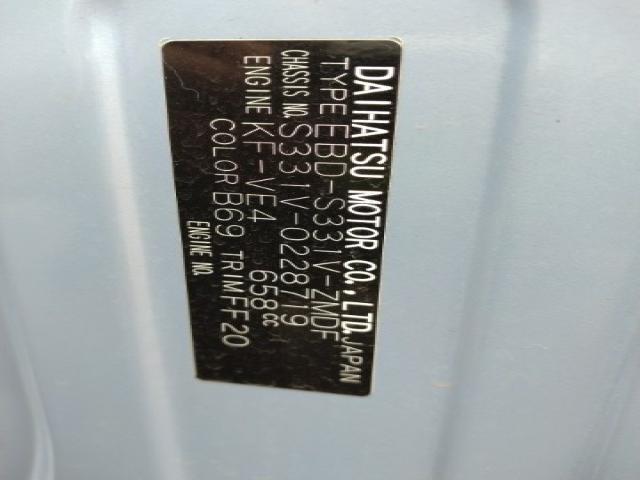 DAIHATSU MOTOR CO., LTD. JAPAN
TYPE EBD-S331V-ZMDF
CHASSIS NO. S331V-0228719
ENGINE KF-VE4 658cc
COLOR B69 TRIM FF20
ENGINE NO.